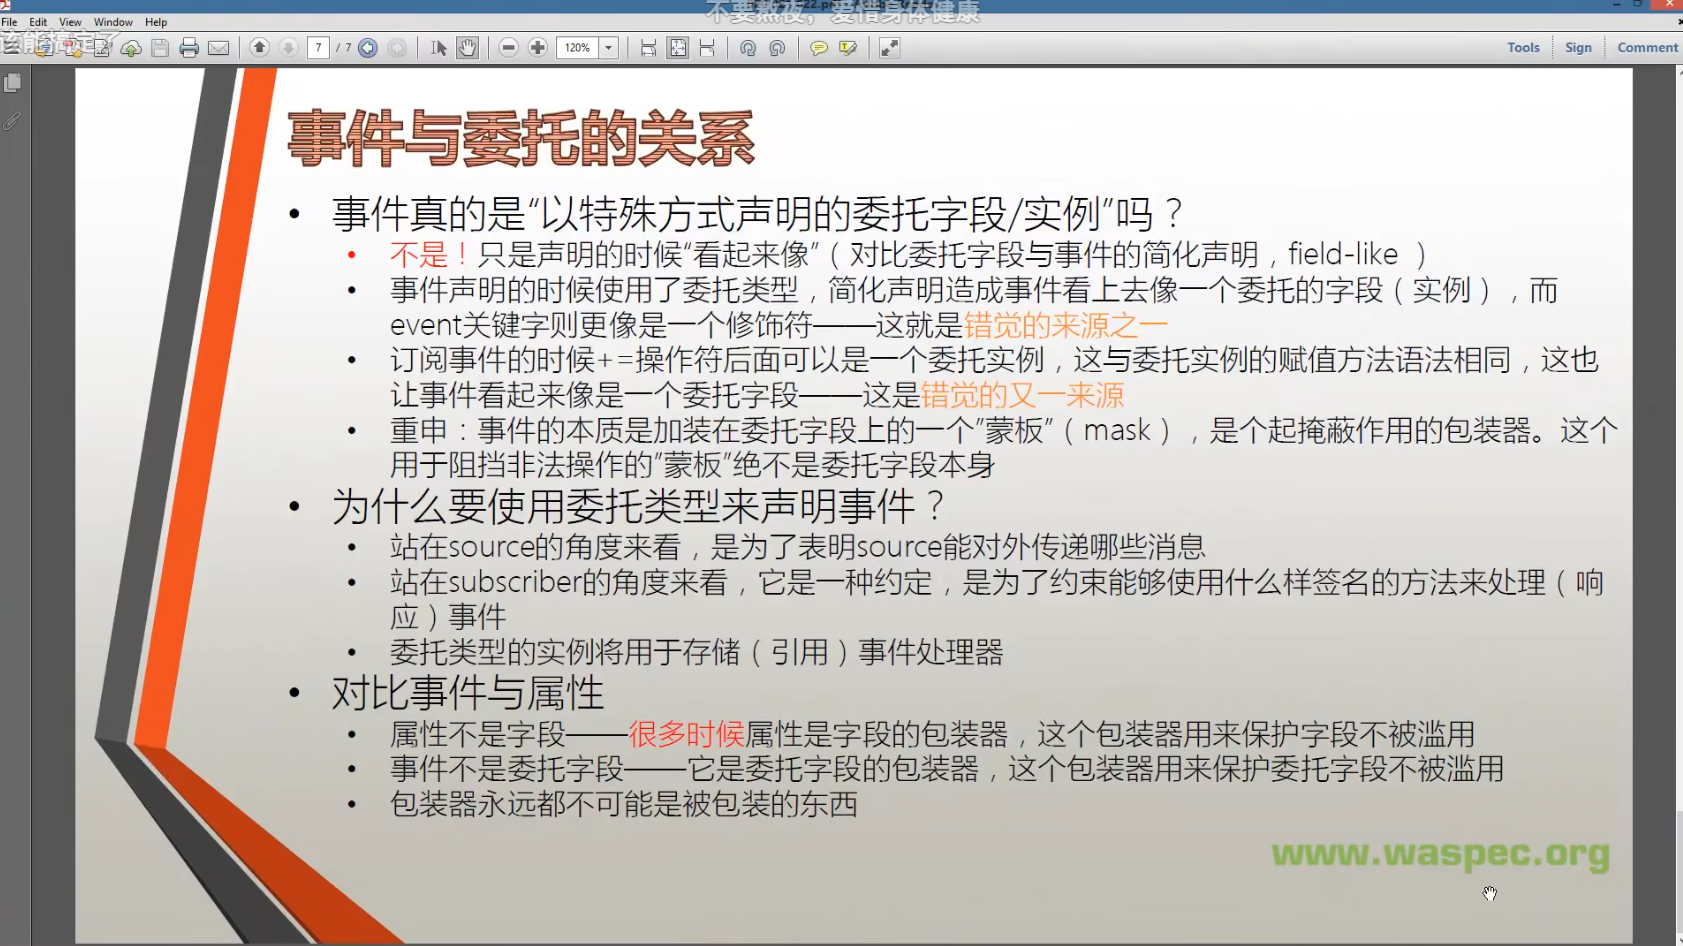 不要熬夜，爱惜身体健康
File Edit View Window Help
该能搞定了
7 / 7 120% Tools Sign Comment
事件与委托的关系
• 事件真的是“以特殊方式声明的委托字段/实例”吗？
• 不是！只是声明的时候“看起来像”（对比委托字段与事件的简化声明，field-like ）
• 事件声明的时候使用了委托类型，简化声明造成事件看上去像一个委托的字段（实例），而
event关键字则更像是一个修饰符——这就是错觉的来源之一
• 订阅事件的时候+=操作符后面可以是一个委托实例，这与委托实例的赋值方法语法相同，这也
让事件看起来像是一个委托字段——这是错觉的又一来源
• 重申：事件的本质是加装在委托字段上的一个”蒙板”（mask），是个起掩蔽作用的包装器。这个
用于阻挡非法操作的”蒙板”绝不是委托字段本身
• 为什么要使用委托类型来声明事件？
• 站在source的角度来看，是为了表明source能对外传递哪些消息
• 站在subscriber的角度来看，它是一种约定，是为了约束能够使用什么样签名的方法来处理（响
应）事件
• 委托类型的实例将用于存储（引用）事件处理器
• 对比事件与属性
• 属性不是字段——很多时候属性是字段的包装器，这个包装器用来保护字段不被滥用
• 事件不是委托字段——它是委托字段的包装器，这个包装器用来保护委托字段不被滥用
• 包装器永远都不可能是被包装的东西
www.waspec.org